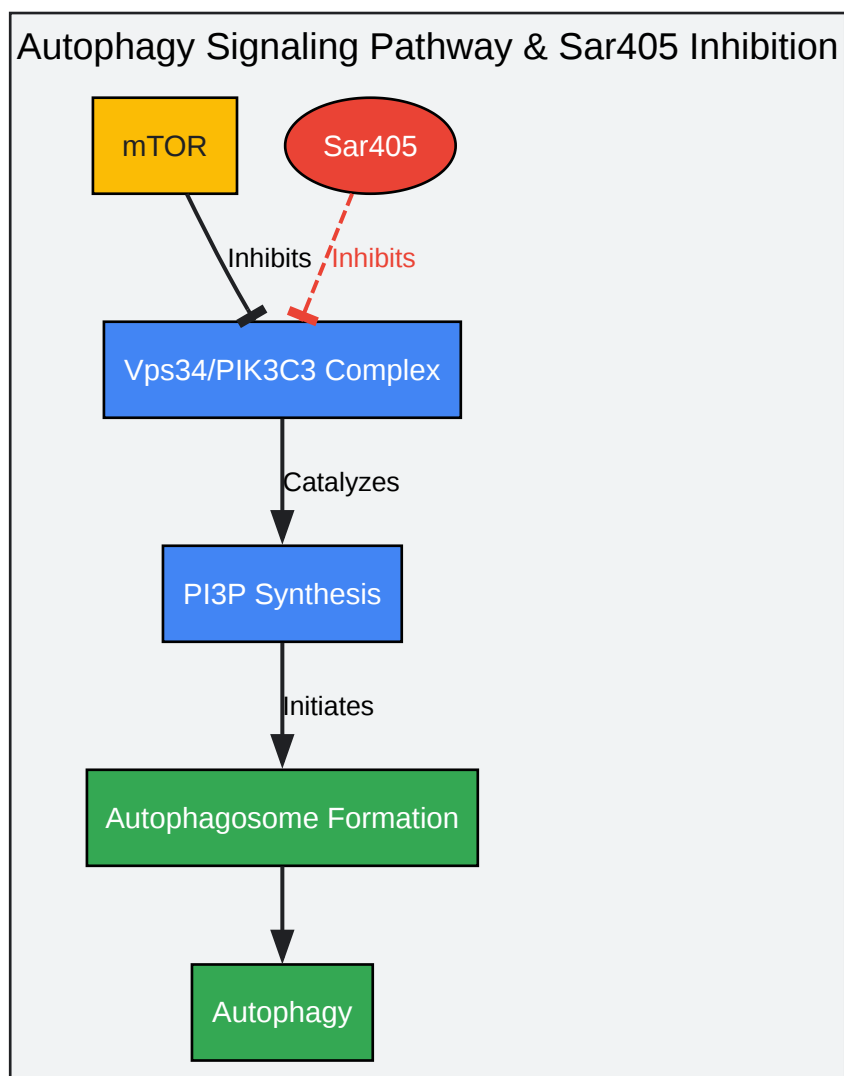 Autophagy Signaling Pathway & Sar405 Inhibition
mTOR
Sar405
Inhibits
Inhibits
Vps34/PIK3C3 Complex
Catalyzes
PI3P Synthesis
Initiates
Autophagosome Formation
Autophagy